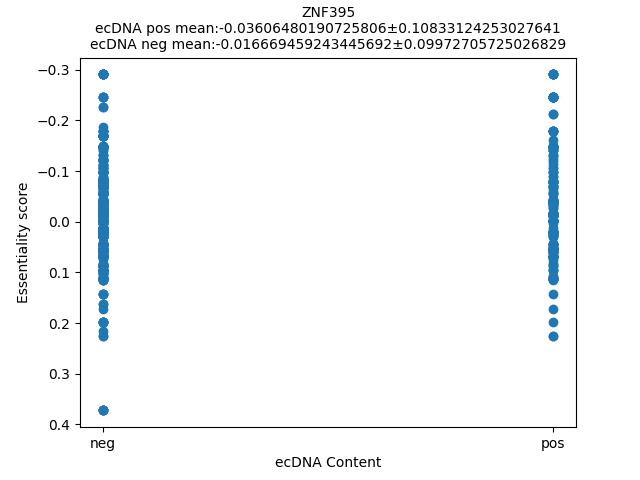 ZNF395
ecDNA pos mean:-0.03606480190725806±0.10833124253027641
ecDNA neg mean:-0.016669459243445692±0.09972705725026829
−0.3
−0.2
−0.1
0.0
0.1
0.2
0.3
0.4
Essentiality score
neg
pos
ecDNA Content